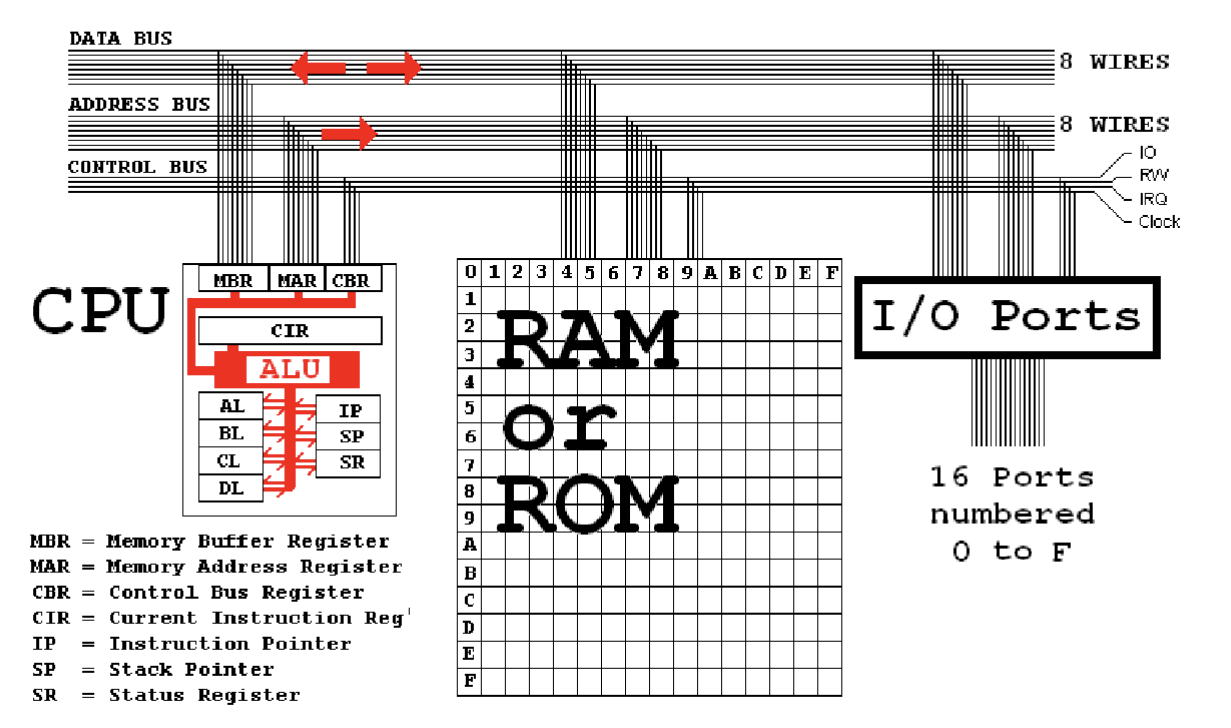 DATA BUS
8 WIRES
ADDRESS BUS
8 WIRES
CONTROL BUS
IO
R/W
IRQ
Clock
CPU
MBR MAR CBR
CIR
ALU
AL IP
BL SP
CL SR
DL
0 1 2 3 4 5 6 7 8 9 A B C D E F
1
2
3
4
5
6
7
8
9
A
B
C
D
E
F
RAM
or
ROM
I/O Ports
16 Ports
numbered
0 to F
MBR = Memory Buffer Register
MAR = Memory Address Register
CBR = Control Bus Register
CIR = Current Instruction Reg'
IP = Instruction Pointer
SP = Stack Pointer
SR = Status Register